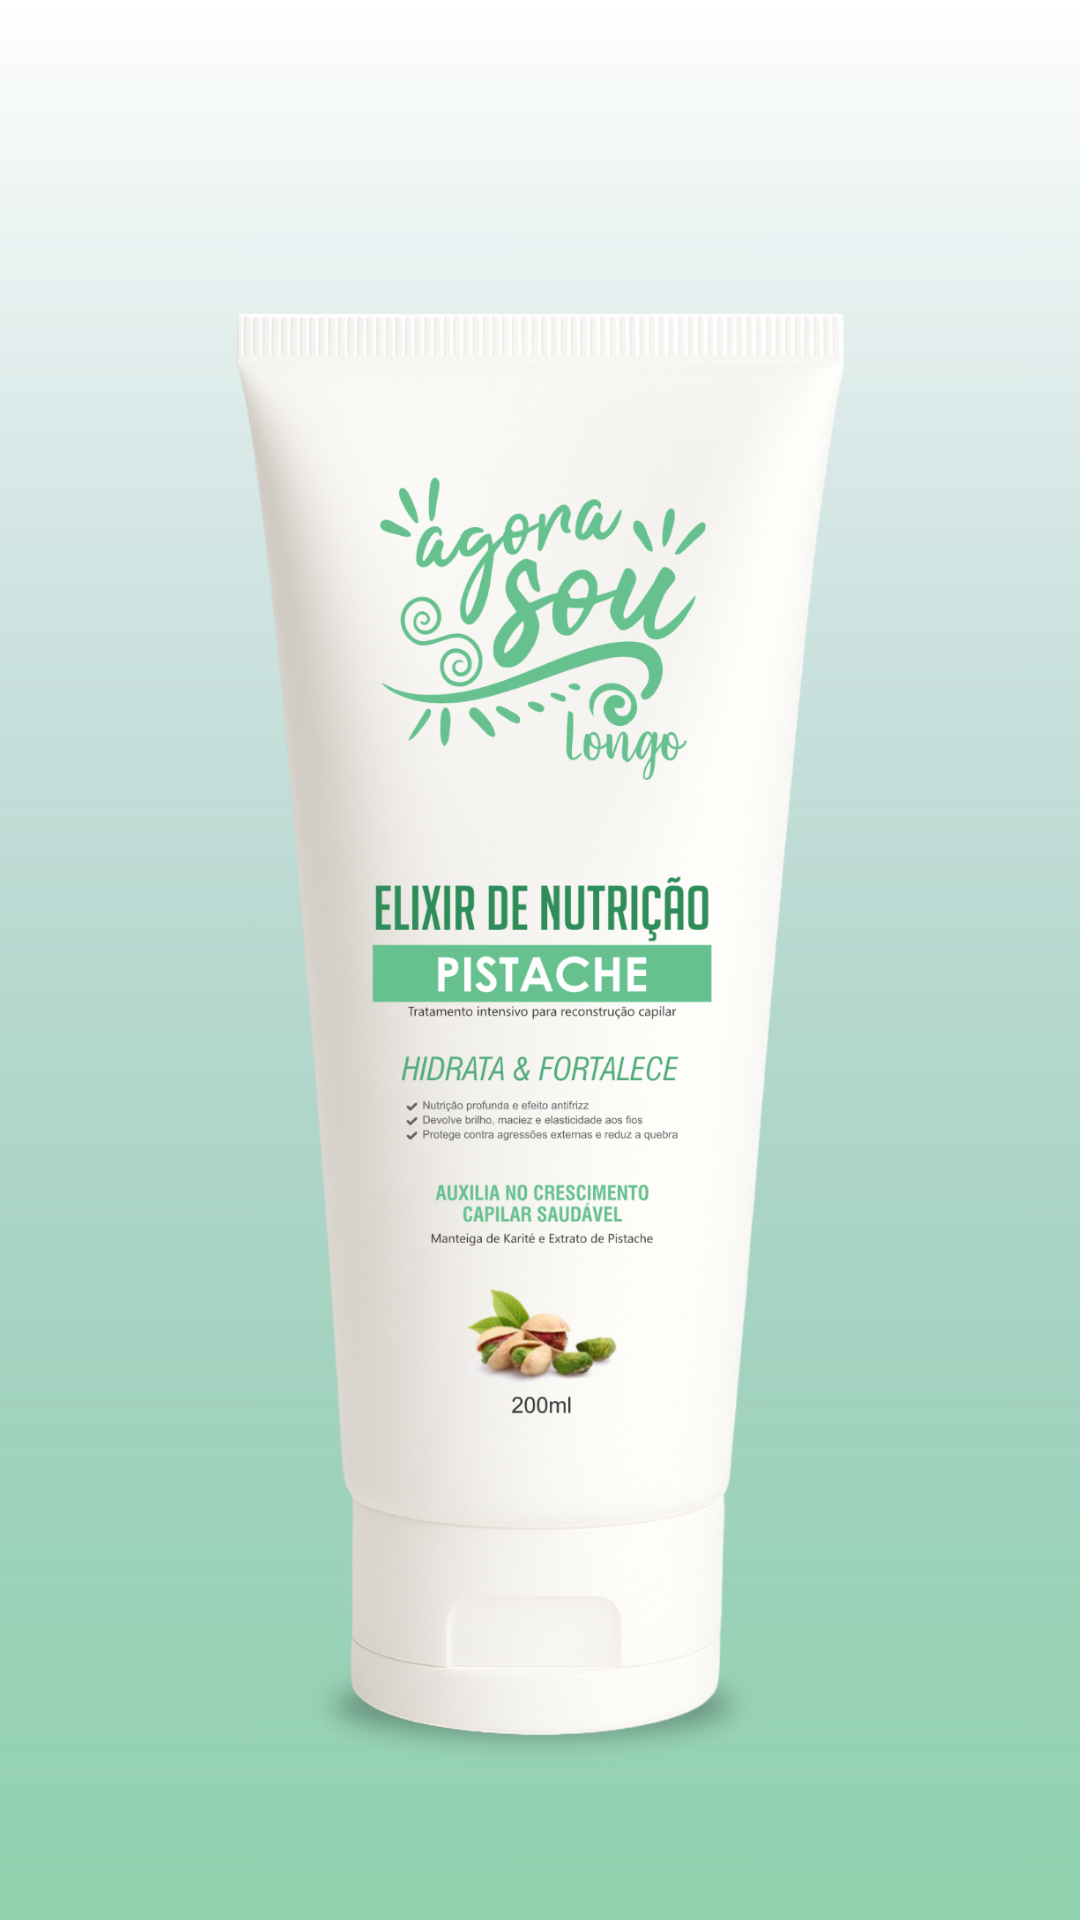 agora
sou
Longo
ELIXIR DE NUTRIÇÃO
PISTACHE
Tratamento intensivo para reconstrução capilar
HIDRATA & FORTALECE
Nutrição profunda e efeito antifrizz
Devolve brilho, maciez e elasticidade aos fios
Protege contra agressões externas e reduz a quebra
AUXILIA NO CRESCIMENTO
CAPILAR SAUDÁVEL
Manteiga de Karité e Extrato de Pistache
200ml